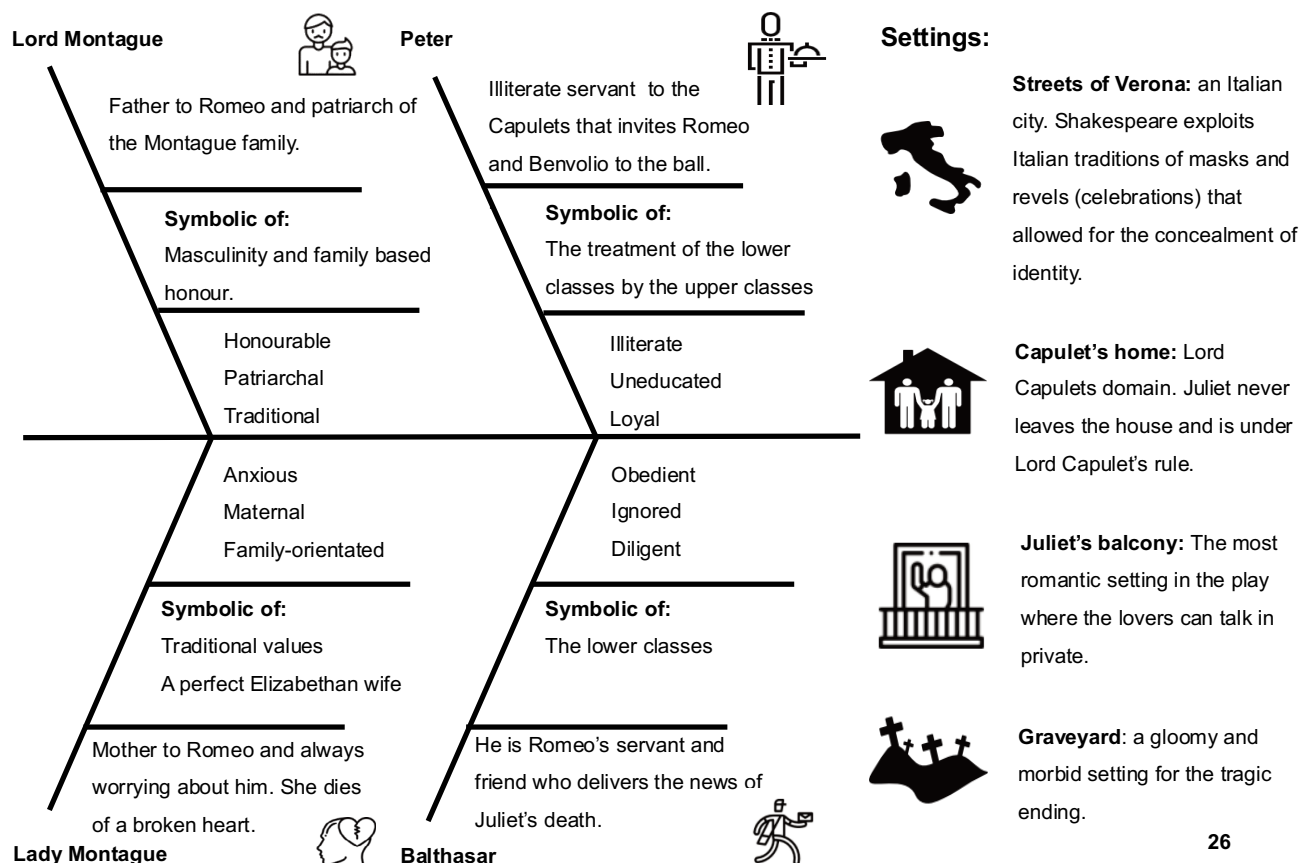 Lord Montague
Father to Romeo and patriarch of
the Montague family.
Symbolic of:
Masculinity and family based
honour.
Honourable
Patriarchal
Traditional
Peter
Illiterate servant to the
Capulets that invites Romeo
and Benvolio to the ball.
Symbolic of:
The treatment of the lower
classes by the upper classes
Illiterate
Uneducated
Loyal
Anxious
Maternal
Family-orientated
Symbolic of:
Traditional values
A perfect Elizabethan wife
Mother to Romeo and always
worrying about him. She dies
of a broken heart.
Lady Montague
Obedient
Ignored
Diligent
Symbolic of:
The lower classes
He is Romeo's servant and
friend who delivers the news of
Juliet's death.
Balthasar
Settings:
Streets of Verona: an Italian
city. Shakespeare exploits
Italian traditions of masks and
revels (celebrations) that
allowed for the concealment of
identity.
Capulet's home: Lord
Capulets domain. Juliet never
leaves the house and is under
Lord Capulet's rule.
Juliet's balcony: The most
romantic setting in the play
where the lovers can talk in
private.
Graveyard: a gloomy and
morbid setting for the tragic
ending.
26